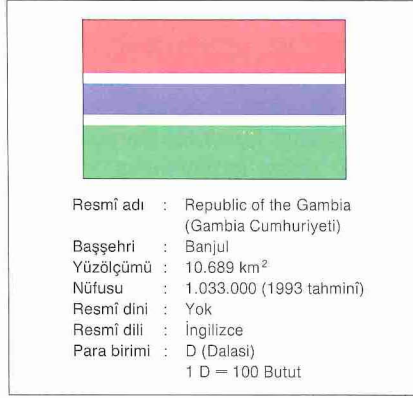 Resmî adı : Republic of the Gambia
(Gambia Cumhuriyeti)
Başşehri : Banjul
Yüzölçümü : 10.689 km²
Nüfusu : 1.033.000 (1993 tahminî)
Resmî dini : Yok
Resmî dili : İngilizce
Para birimi : D (Dalasi)
1 D = 100 Butut